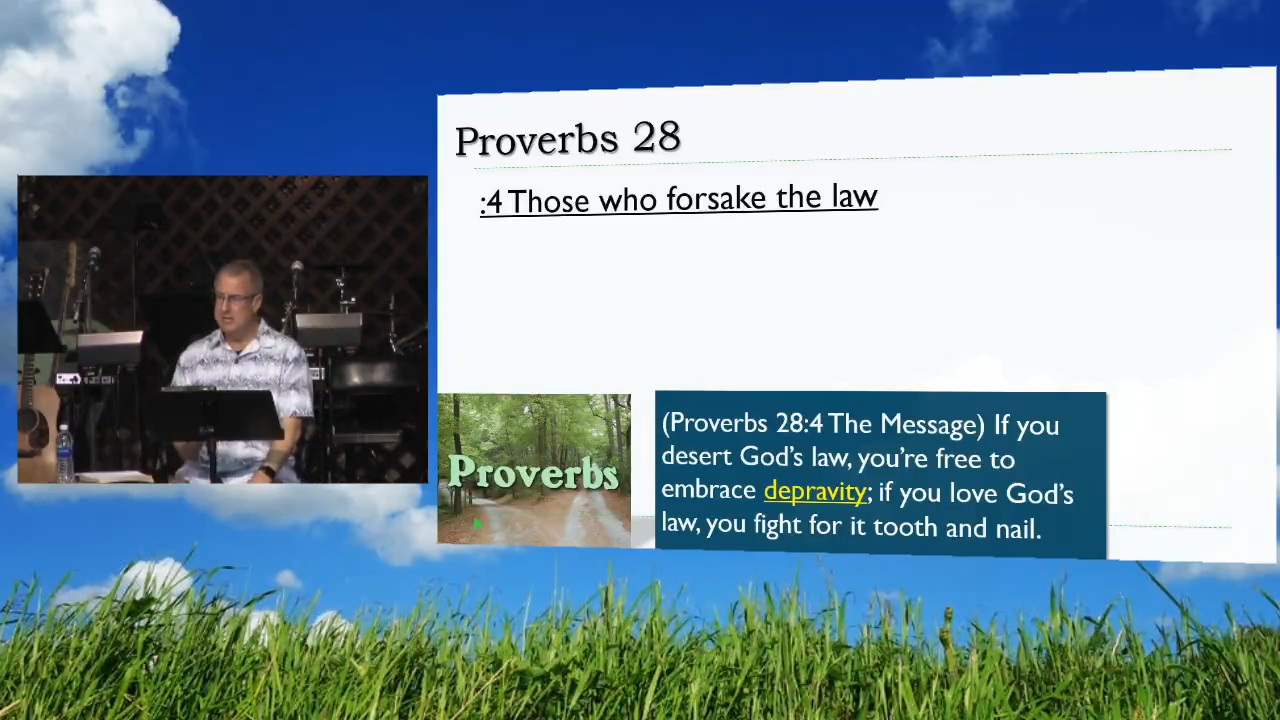 Proverbs 28
:4 Those who forsake the law
Proverbs
(Proverbs 28:4 The Message) If you
desert God's law, you're free to
embrace depravity; if you love God's
law, you fight for it tooth and nail.